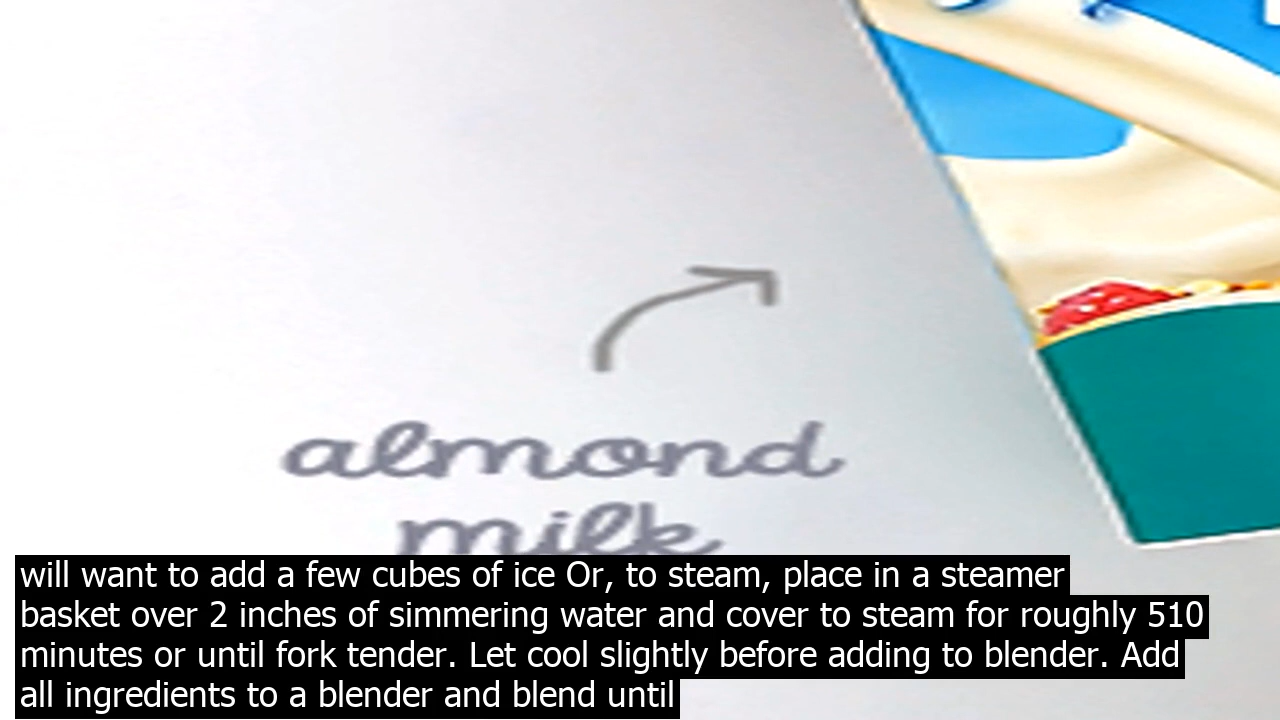 almond
milk
will want to add a few cubes of ice Or, to steam, place in a steamer
basket over 2 inches of simmering water and cover to steam for roughly 510
minutes or until fork tender. Let cool slightly before adding to blender. Add
all ingredients to a blender and blend until